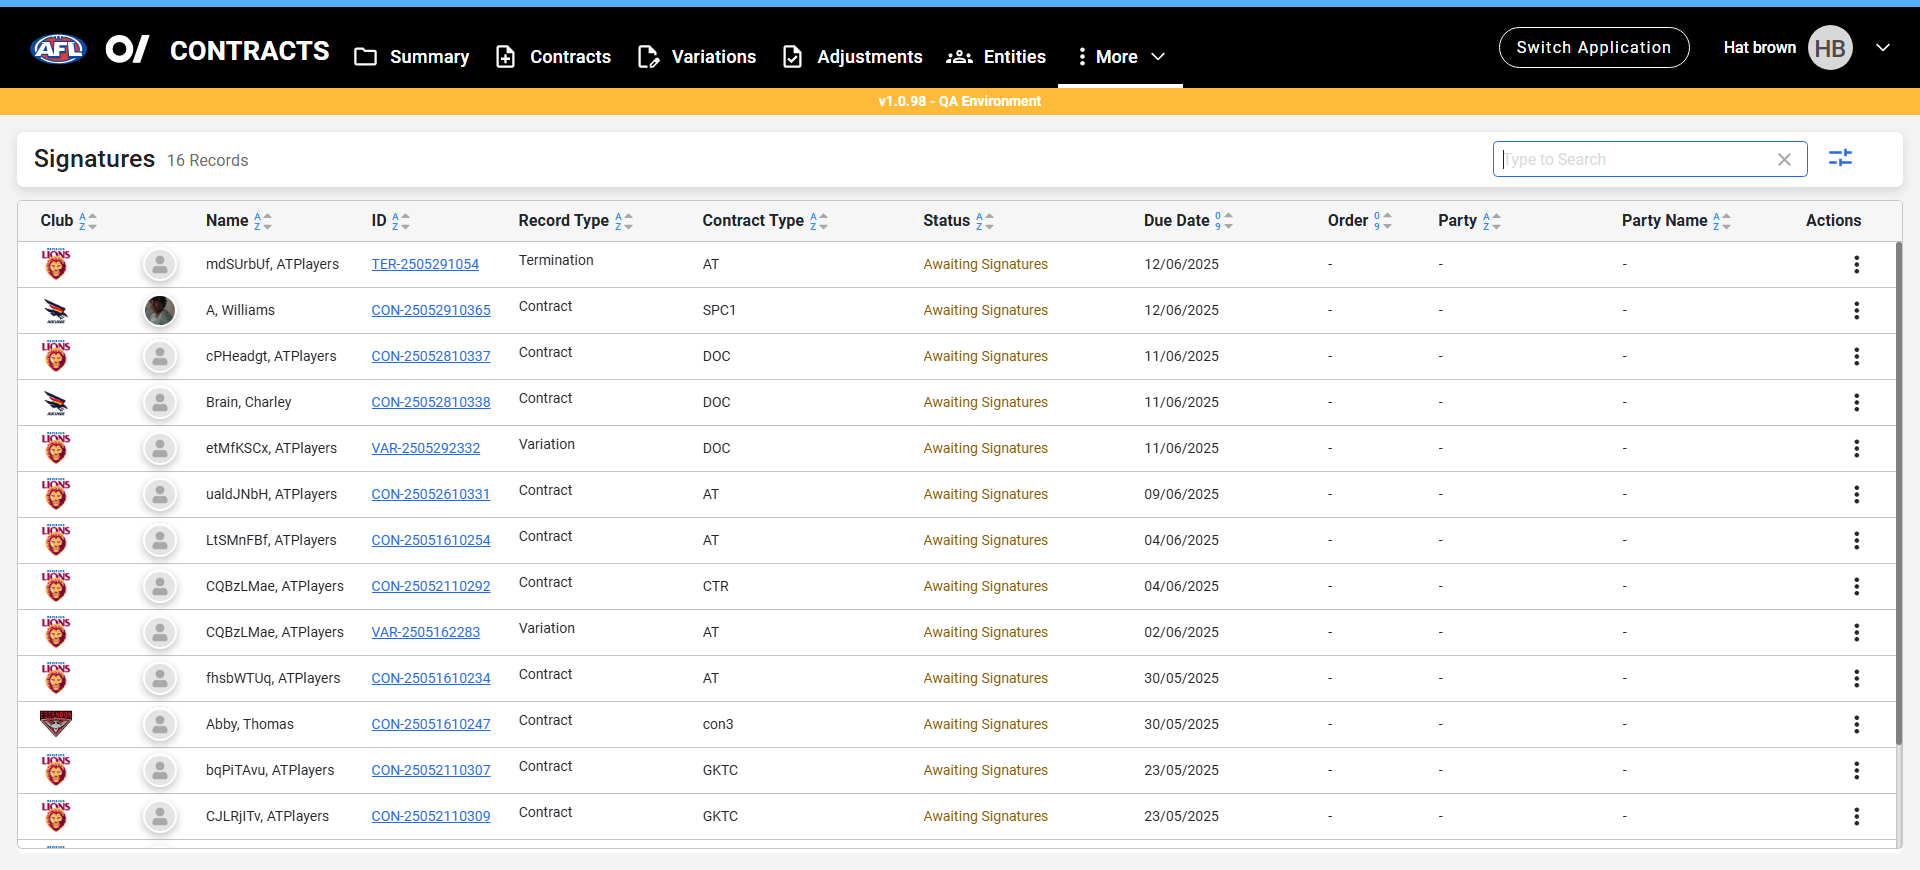 AFL CONTRACTS Summary Contracts Variations Adjustments Entities More Switch Application Hat brown HB
v1.0.98 - QA Environment
Signatures 16 Records Type to Search
Club Name ID Record Type Contract Type Status Due Date Order Party Party Name Actions
LIONS mdSUrbUf, ATPlayers TER-2505291054 Termination AT Awaiting Signatures 12/06/2025 - - -
A, Williams CON-25052910365 Contract SPC1 Awaiting Signatures 12/06/2025 - - -
LIONS cPHeadgt, ATPlayers CON-25052810337 Contract DOC Awaiting Signatures 11/06/2025 - - -
Brain, Charley CON-25052810338 Contract DOC Awaiting Signatures 11/06/2025 - - -
LIONS etMfKSCx, ATPlayers VAR-2505292332 Variation DOC Awaiting Signatures 11/06/2025 - - -
LIONS ualdJNbH, ATPlayers CON-25052610331 Contract AT Awaiting Signatures 09/06/2025 - - -
LIONS LtSMnFBf, ATPlayers CON-25051610254 Contract AT Awaiting Signatures 04/06/2025 - - -
LIONS CQBzLMae, ATPlayers CON-25052110292 Contract CTR Awaiting Signatures 04/06/2025 - - -
LIONS CQBzLMae, ATPlayers VAR-2505162283 Variation AT Awaiting Signatures 02/06/2025 - - -
LIONS fhsbWTUq, ATPlayers CON-25051610234 Contract AT Awaiting Signatures 30/05/2025 - - -
ESSENDON Abby, Thomas CON-25051610247 Contract con3 Awaiting Signatures 30/05/2025 - - -
LIONS bqPiTAvu, ATPlayers CON-25052110307 Contract GKTC Awaiting Signatures 23/05/2025 - - -
LIONS CJLRjITv, ATPlayers CON-25052110309 Contract GKTC Awaiting Signatures 23/05/2025 - - -